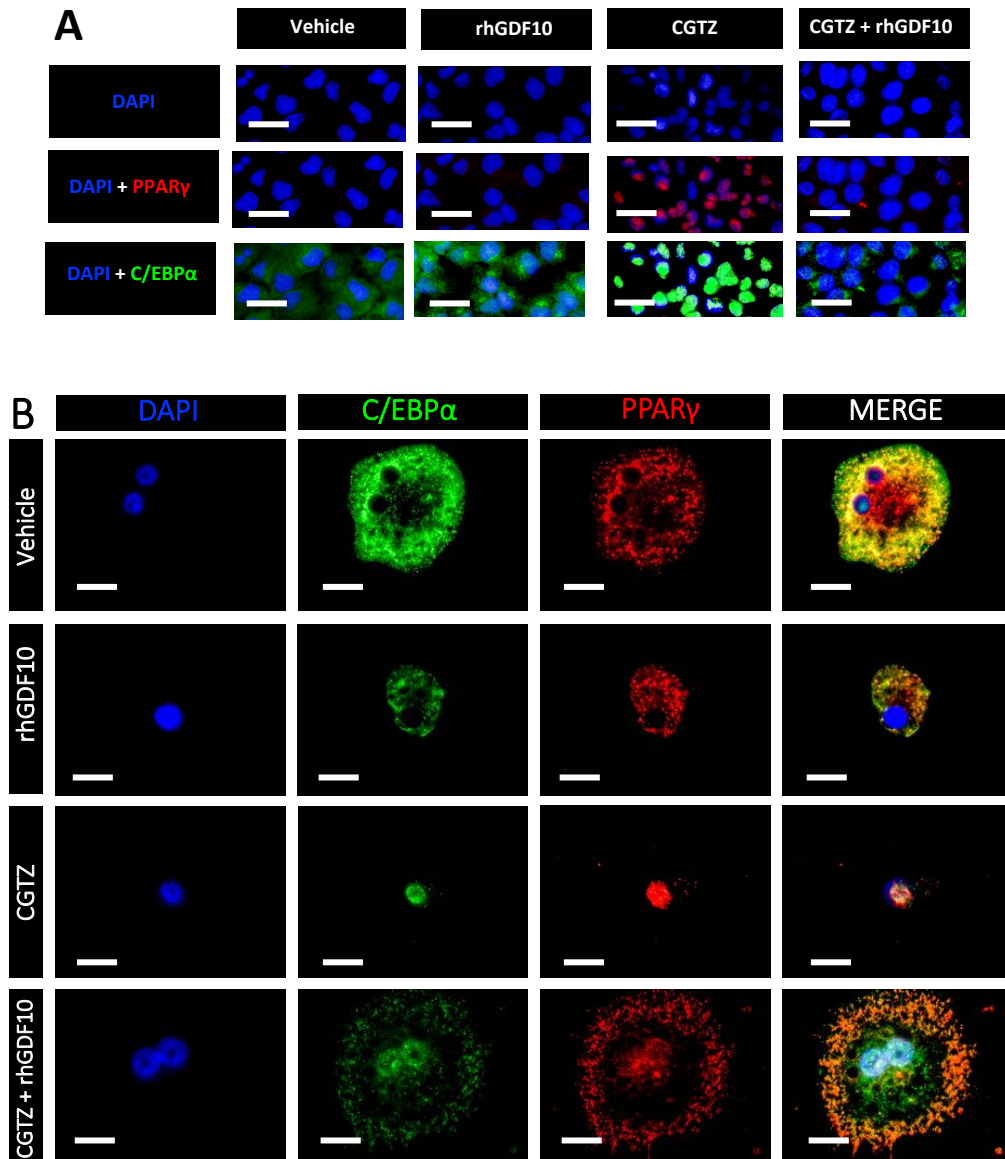 A
Vehicle rhGDF10 CGTZ CGTZ + rhGDF10
DAPI
DAPI + PPARγ
DAPI + C/EBPα
B DAPI C/EBPα PPARγ MERGE
Vehicle
rhGDF10
CGTZ
CGTZ + rhGDF10